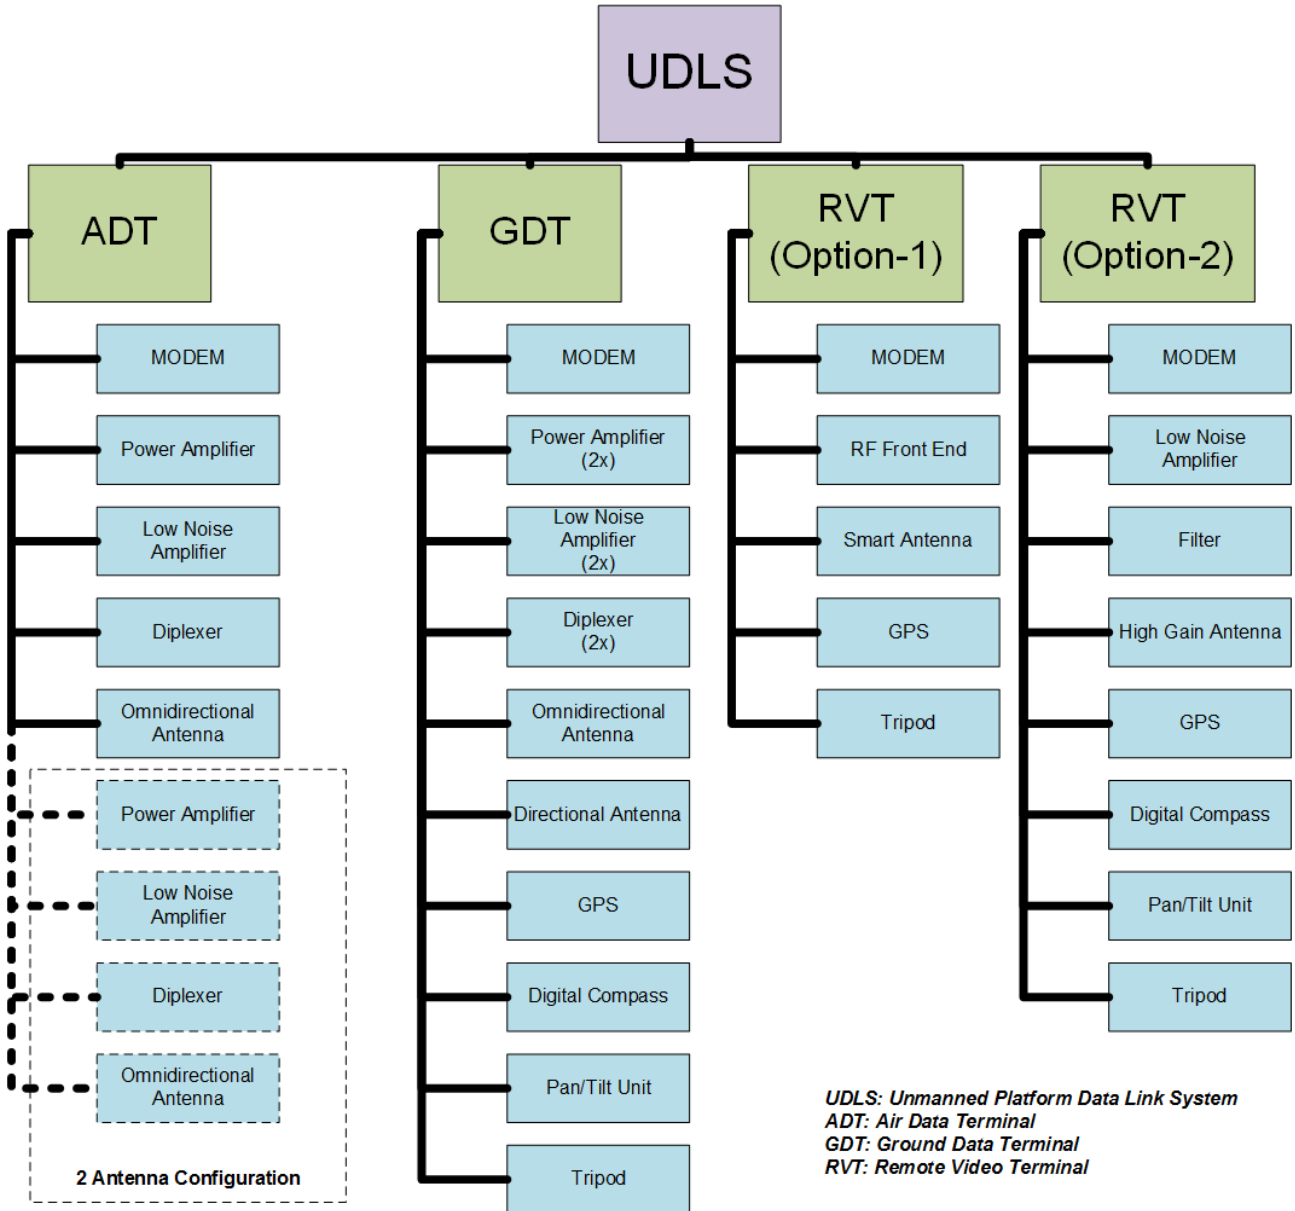 UDLS
ADT
MODEM
Power Amplifier
Low Noise
Amplifier
Diplexer
Omnidirectional
Antenna
Power Amplifier
Low Noise
Amplifier
Diplexer
Omnidirectional
Antenna
2 Antenna Configuration
GDT
MODEM
Power Amplifier
(2x)
Low Noise
Amplifier
(2x)
Diplexer
(2x)
Omnidirectional
Antenna
Directional Antenna
GPS
Digital Compass
Pan/Tilt Unit
Tripod
RVT
(Option-1)
MODEM
RF Front End
Smart Antenna
GPS
Tripod
RVT
(Option-2)
MODEM
Low Noise
Amplifier
Filter
High Gain Antenna
GPS
Digital Compass
Pan/Tilt Unit
Tripod
UDLS: Unmanned Platform Data Link System
ADT: Air Data Terminal
GDT: Ground Data Terminal
RVT: Remote Video Terminal